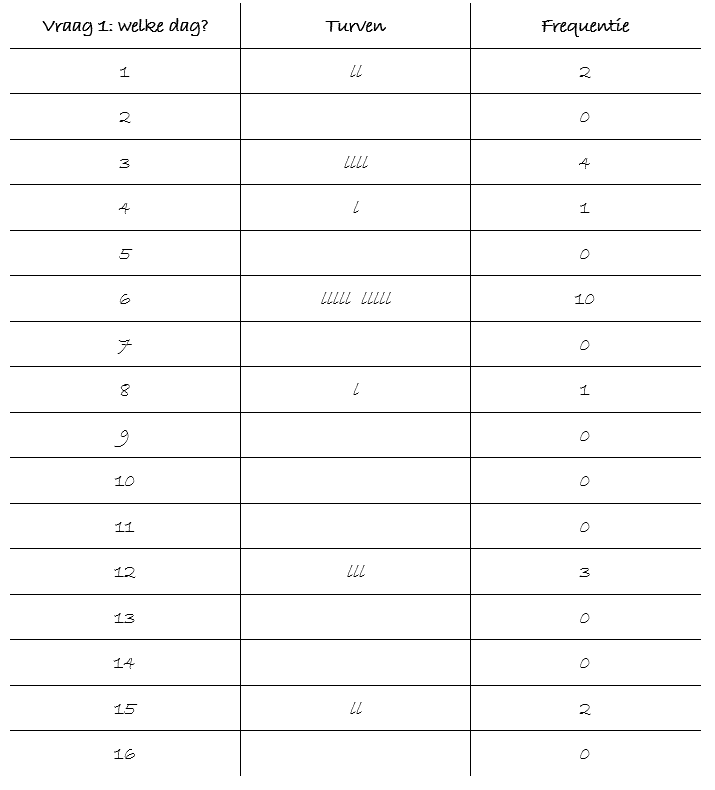 Vraag 1: welke dag? Turven Frequentie
1 ll 2
2 0
3 llll 4
4 l 1
5 0
6 lllll lllll 10
7 0
8 l 1
9 0
10 0
11 0
12 lll 3
13 0
14 0
15 ll 2
16 0